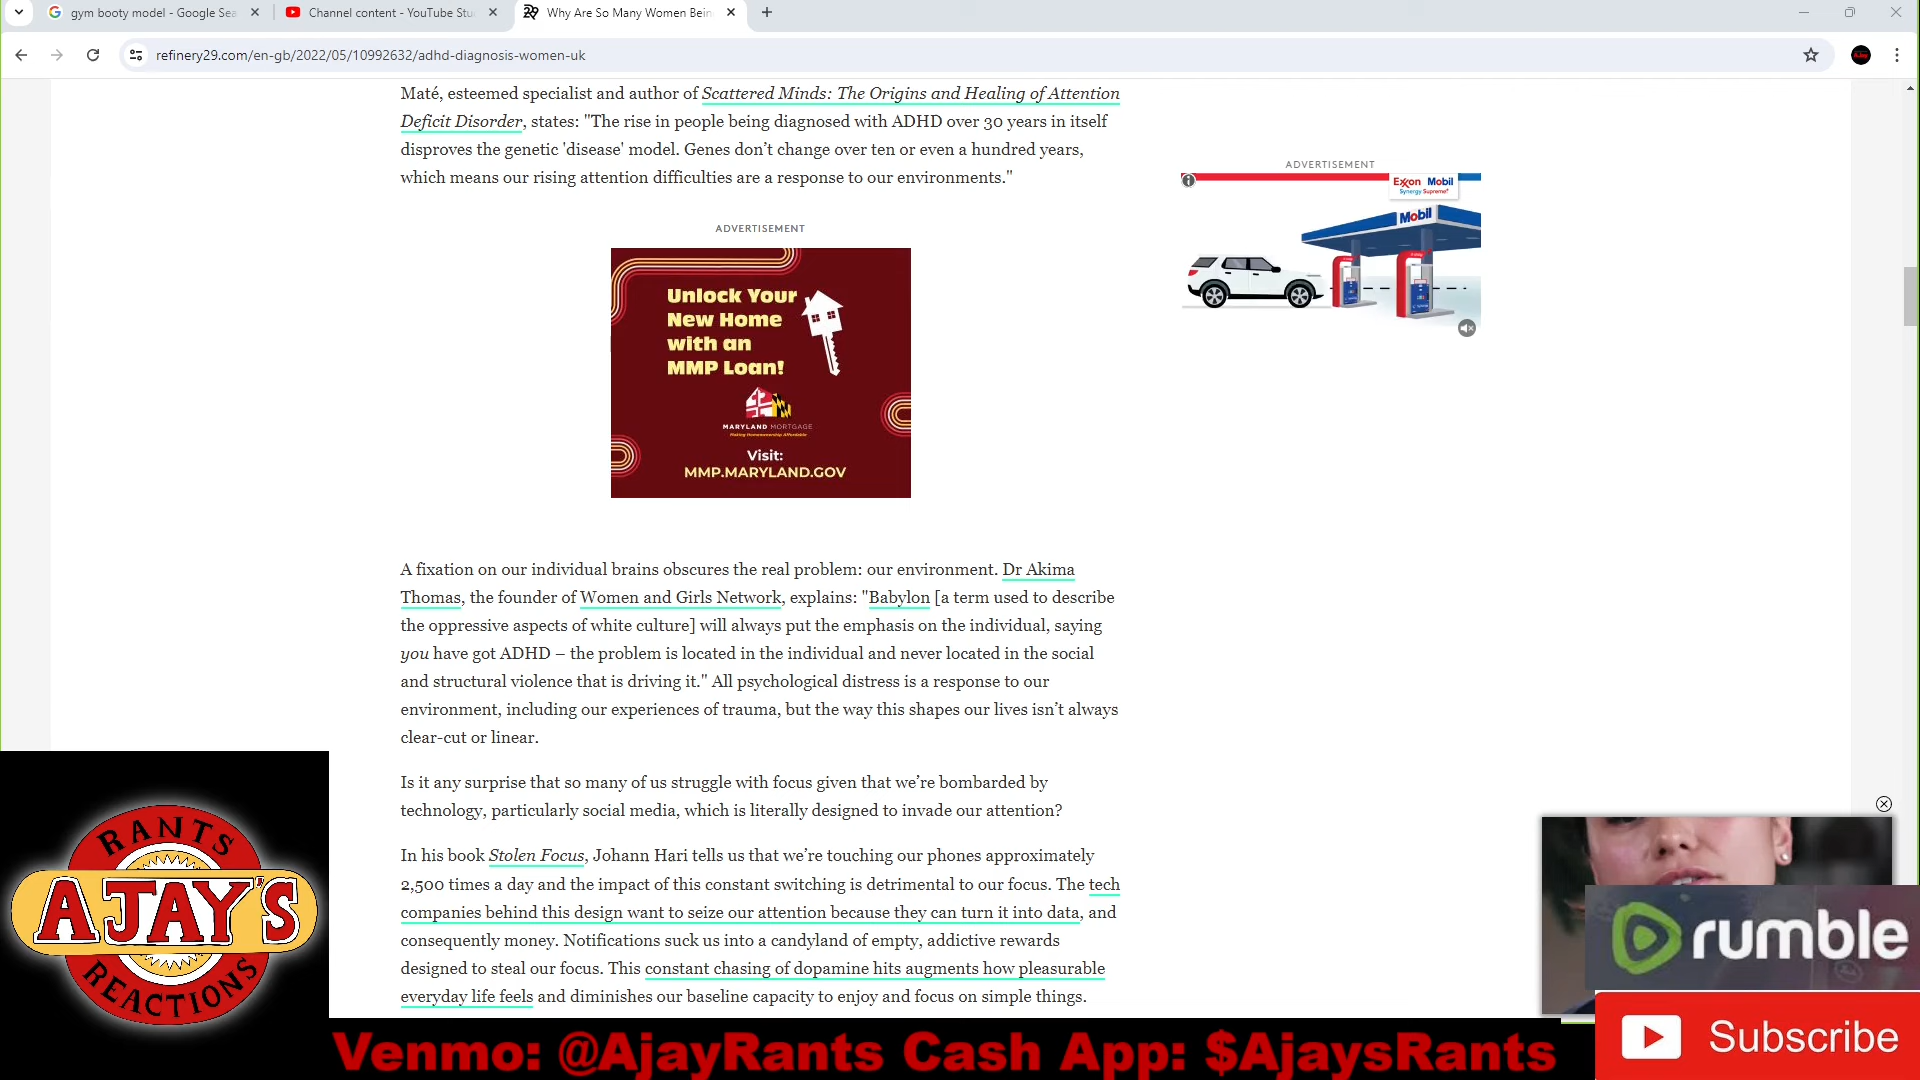 gym booty model - Google Sea
Channel content - YouTube Stu
Why Are So Many Women Bein
refinery29.com/en-gb/2022/05/10992632/adhd-diagnosis-women-uk
Maté, esteemed specialist and author of Scattered Minds: The Origins and Healing of Attention
Deficit Disorder, states: "The rise in people being diagnosed with ADHD over 30 years in itself
disproves the genetic 'disease' model. Genes don’t change over ten or even a hundred years,
which means our rising attention difficulties are a response to our environments."
ADVERTISEMENT
Exxon Mobil
Synergy Supreme+
Mobil
ADVERTISEMENT
Unlock Your
New Home
with an
MMP Loan!
MARYLAND MORTGAGE
Making Homeownership Affordable
Visit:
MMP.MARYLAND.GOV
A fixation on our individual brains obscures the real problem: our environment. Dr Akima
Thomas, the founder of Women and Girls Network, explains: "Babylon [a term used to describe
the oppressive aspects of white culture] will always put the emphasis on the individual, saying
you have got ADHD – the problem is located in the individual and never located in the social
and structural violence that is driving it." All psychological distress is a response to our
environment, including our experiences of trauma, but the way this shapes our lives isn’t always
clear-cut or linear.
Is it any surprise that so many of us struggle with focus given that we’re bombarded by
technology, particularly social media, which is literally designed to invade our attention?
In his book Stolen Focus, Johann Hari tells us that we’re touching our phones approximately
2,500 times a day and the impact of this constant switching is detrimental to our focus. The tech
companies behind this design want to seize our attention because they can turn it into data, and
consequently money. Notifications suck us into a candyland of empty, addictive rewards
designed to steal our focus. This constant chasing of dopamine hits augments how pleasurable
everyday life feels and diminishes our baseline capacity to enjoy and focus on simple things.
RANTS
AJAY'S
REACTIONS
rumble
Subscribe
Venmo: @AjayRants Cash App: $AjaysRants